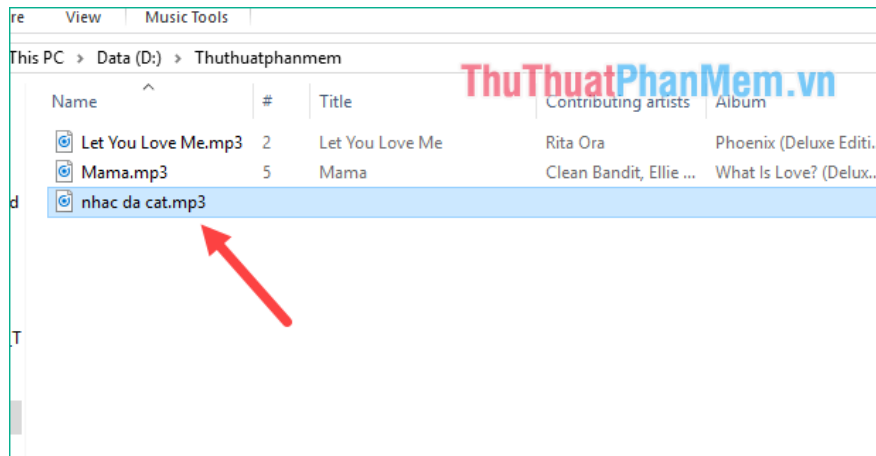 re View Music Tools
This PC > Data (D:) > Thuthuatphanmem
ThuThuatPhanMem.vn
Name # Title Contributing artists Album
Let You Love Me.mp3 2 Let You Love Me Rita Ora Phoenix (Deluxe Editi...
Mama.mp3 5 Mama Clean Bandit, Ellie ... What Is Love? (Delux...
d nhac da cat.mp3
_T